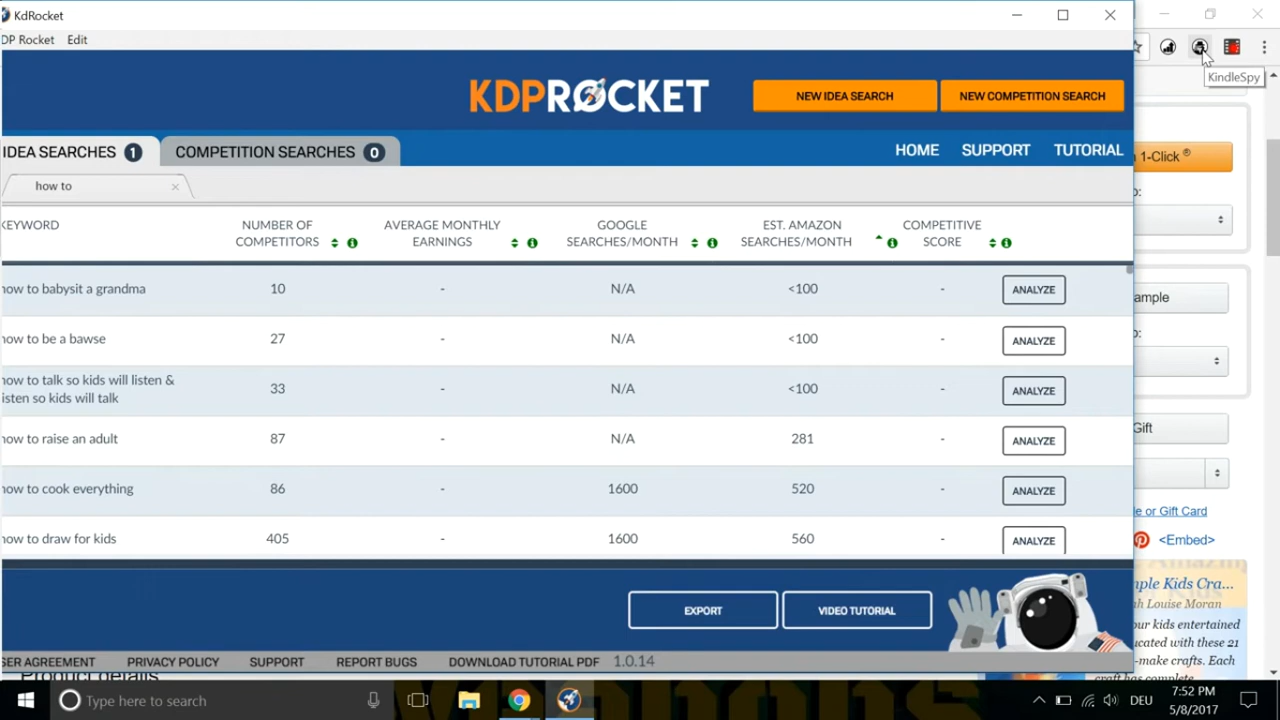 KdRocket
DP Rocket Edit
KindleSpy
KDPROCKET
NEW IDEA SEARCH
NEW COMPETITION SEARCH
IDEA SEARCHES 1
COMPETITION SEARCHES 0
HOME SUPPORT TUTORIAL
1-Click ®
how to
KEYWORD
NUMBER OF
COMPETITORS
AVERAGE MONTHLY
EARNINGS
GOOGLE
SEARCHES/MONTH
EST. AMAZON
SEARCHES/MONTH
COMPETITIVE
SCORE
how to babysit a grandma 10 - N/A <100 - ANALYZE
how to be a bawse 27 - N/A <100 - ANALYZE
how to talk so kids will listen &
listen so kids will talk 33 - N/A <100 - ANALYZE
how to raise an adult 87 - N/A 281 - ANALYZE
how to cook everything 86 - 1600 520 - ANALYZE
how to draw for kids 405 - 1600 560 - ANALYZE
ample
Gift
e or Gift Card
<Embed>
EXPORT
VIDEO TUTORIAL
mple Kids Cra...
ah Louise Moran
our kids entertained
ucated with these 21
-make crafts. Each
craft has complete
SER AGREEMENT PRIVACY POLICY SUPPORT REPORT BUGS DOWNLOAD TUTORIAL PDF 1.0.14
Product details
Type here to search
DEU
7:52 PM
5/8/2017